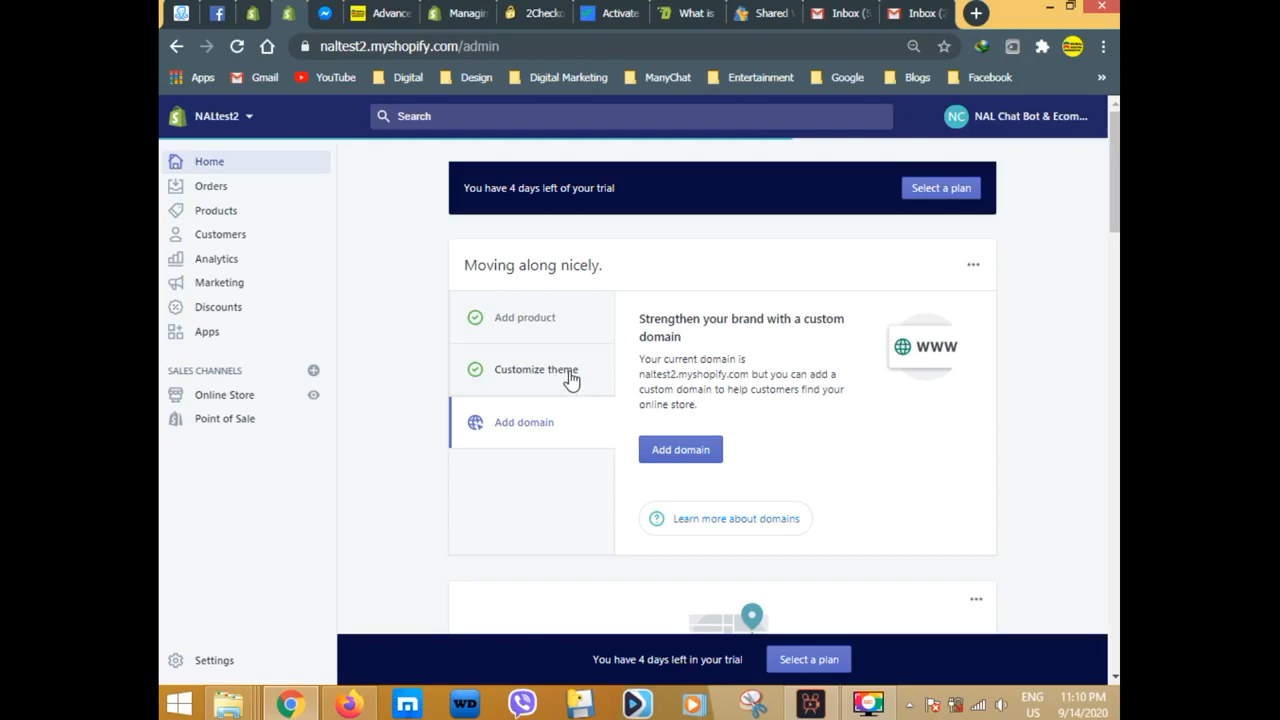 Advance
Managin
2Checko
Activate
What is
Shared
Inbox (5
Inbox (2
naltest2.myshopify.com/admin
Apps Gmail YouTube Digital Design Digital Marketing ManyChat Entertainment Google Blogs Facebook »
NALtest2
Search
NC NAL Chat Bot & Ecom...
Home
Orders
Products
Customers
Analytics
Marketing
Discounts
Apps
SALES CHANNELS
Online Store
Point of Sale
Settings
You have 4 days left of your trial
Select a plan
Moving along nicely.
Add product
Customize theme
Add domain
Strengthen your brand with a custom
domain
Your current domain is
naltest2.myshopify.com but you can add a
custom domain to help customers find your
online store.
WWW
Add domain
Learn more about domains
You have 4 days left in your trial
Select a plan
WD
ENG
US
11:10 PM
9/14/2020